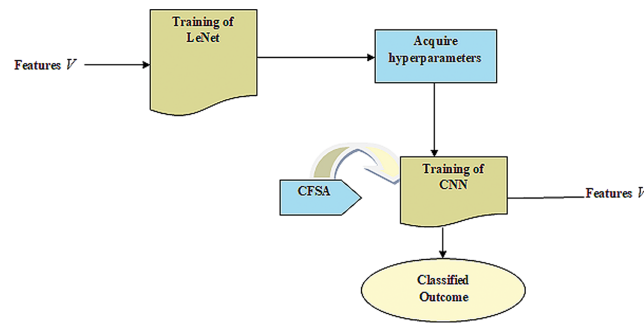 Training of
LeNet
Features V
Acquire
hyperparameters
Training of
CNN
CFSA
Features V
Classified
Outcome